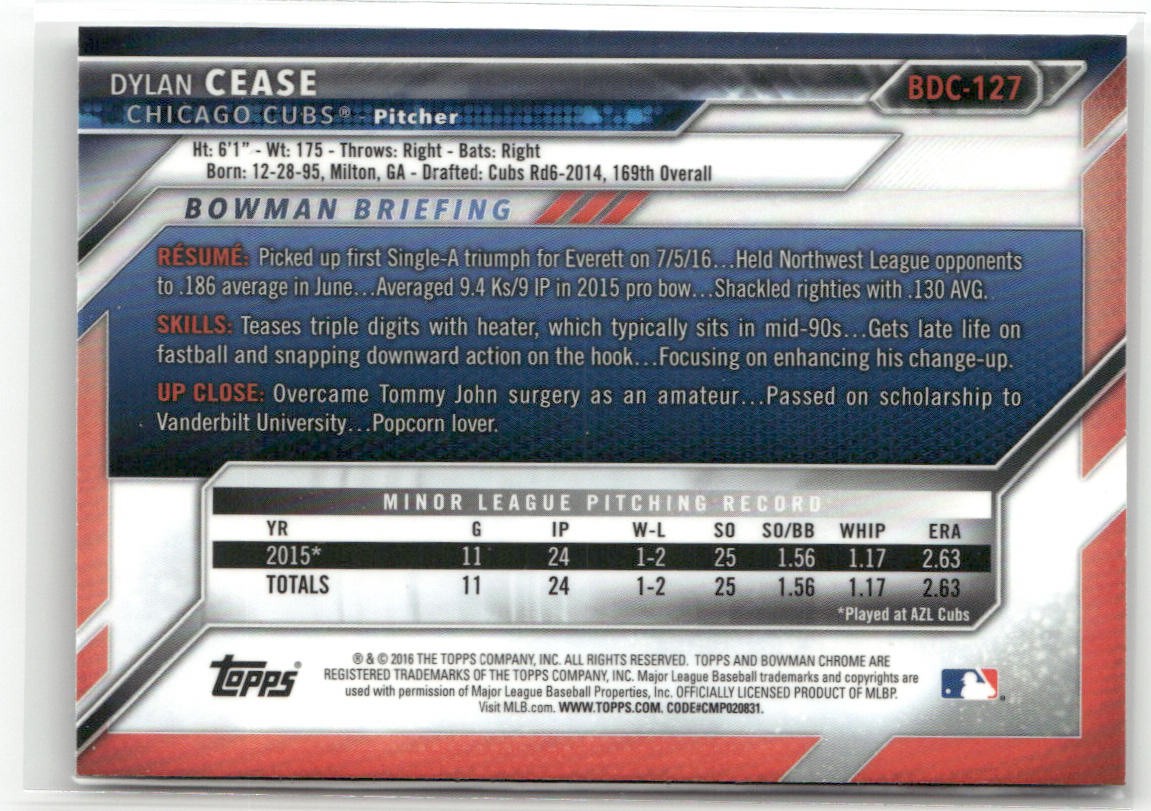 DYLAN CEASE BDC-127
CHICAGO CUBS® - Pitcher
Ht: 6'1" - Wt: 175 - Throws: Right - Bats: Right
Born: 12-28-95, Milton, GA - Drafted: Cubs Rd6-2014, 169th Overall
BOWMAN BRIEFING
RÉSUMÉ: Picked up first Single-A triumph for Everett on 7/5/16...Held Northwest League opponents
to .186 average in June...Averaged 9.4 Ks/9 IP in 2015 pro bow...Shackled righties with .130 AVG.
SKILLS: Teases triple digits with heater, which typically sits in mid-90s...Gets late life on
fastball and snapping downward action on the hook...Focusing on enhancing his change-up.
UP CLOSE: Overcame Tommy John surgery as an amateur...Passed on scholarship to
Vanderbilt University...Popcorn lover.
MINOR LEAGUE PITCHING RECORD
YR G IP W-L SO SO/BB WHIP ERA
2015* 11 24 1-2 25 1.56 1.17 2.63
TOTALS 11 24 1-2 25 1.56 1.17 2.63
*Played at AZL Cubs
Topps®
® & © 2016 THE TOPPS COMPANY, INC. ALL RIGHTS RESERVED. TOPPS AND BOWMAN CHROME ARE
REGISTERED TRADEMARKS OF THE TOPPS COMPANY, INC. Major League Baseball trademarks and copyrights are
used with permission of Major League Baseball Properties, Inc. OFFICIALLY LICENSED PRODUCT OF MLBP.
Visit MLB.com. WWW.TOPPS.COM. CODE#CMP020831.